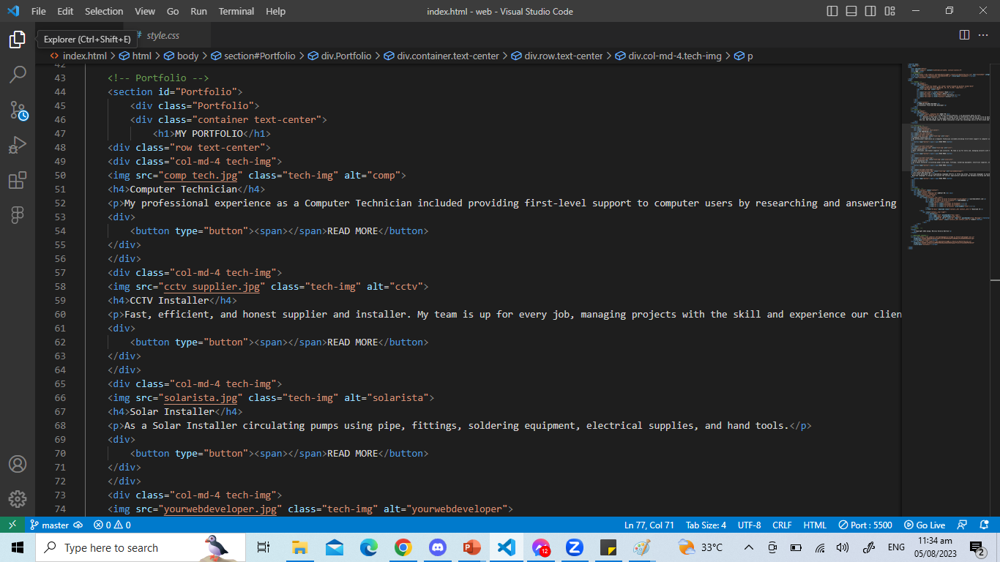 File Edit Selection View Go Run Terminal Help index.html - web - Visual Studio Code
Explorer (Ctrl+Shift+E) # style.css
index.html > html > body > section#Portfolio > div.Portfolio > div.container.text-center > div.row.text-center > div.col-md-4.tech-img > p
42
43 <!-- Portfolio -->
44 <section id="Portfolio">
45 <div class="Portfolio">
46 <div class="container text-center">
47 <h1>MY PORTFOLIO</h1>
48 <div class="row text-center">
49 <div class="col-md-4 tech-img">
50 <img src="comp tech.jpg" class="tech-img" alt="comp">
51 <h4>Computer Technician</h4>
52 <p>My professional experience as a Computer Technician included providing first-level support to computer users by researching and answering
53 <div>
54 <button type="button"><span></span>READ MORE</button>
55 </div>
56 </div>
57 <div class="col-md-4 tech-img">
58 <img src="cctv supplier.jpg" class="tech-img" alt="cctv">
59 <h4>CCTV Installer</h4>
60 <p>Fast, efficient, and honest supplier and installer. My team is up for every job, managing projects with the skill and experience our clien
61 <div>
62 <button type="button"><span></span>READ MORE</button>
63 </div>
64 </div>
65 <div class="col-md-4 tech-img">
66 <img src="solarista.jpg" class="tech-img" alt="solarista">
67 <h4>Solar Installer</h4>
68 <p>As a Solar Installer circulating pumps using pipe, fittings, soldering equipment, electrical supplies, and hand tools.</p>
69 <div>
70 <button type="button"><span></span>READ MORE</button>
71 </div>
72 </div>
73 <div class="col-md-4 tech-img">
74 <img src="yourwebdeveloper.jpg" class="tech-img" alt="yourwebdeveloper">
master 0 0 Ln 77, Col 71 Tab Size: 4 UTF-8 CRLF HTML Port : 5500 Go Live
Type here to search 12 33°C ENG 11:34 am
05/08/2023 2